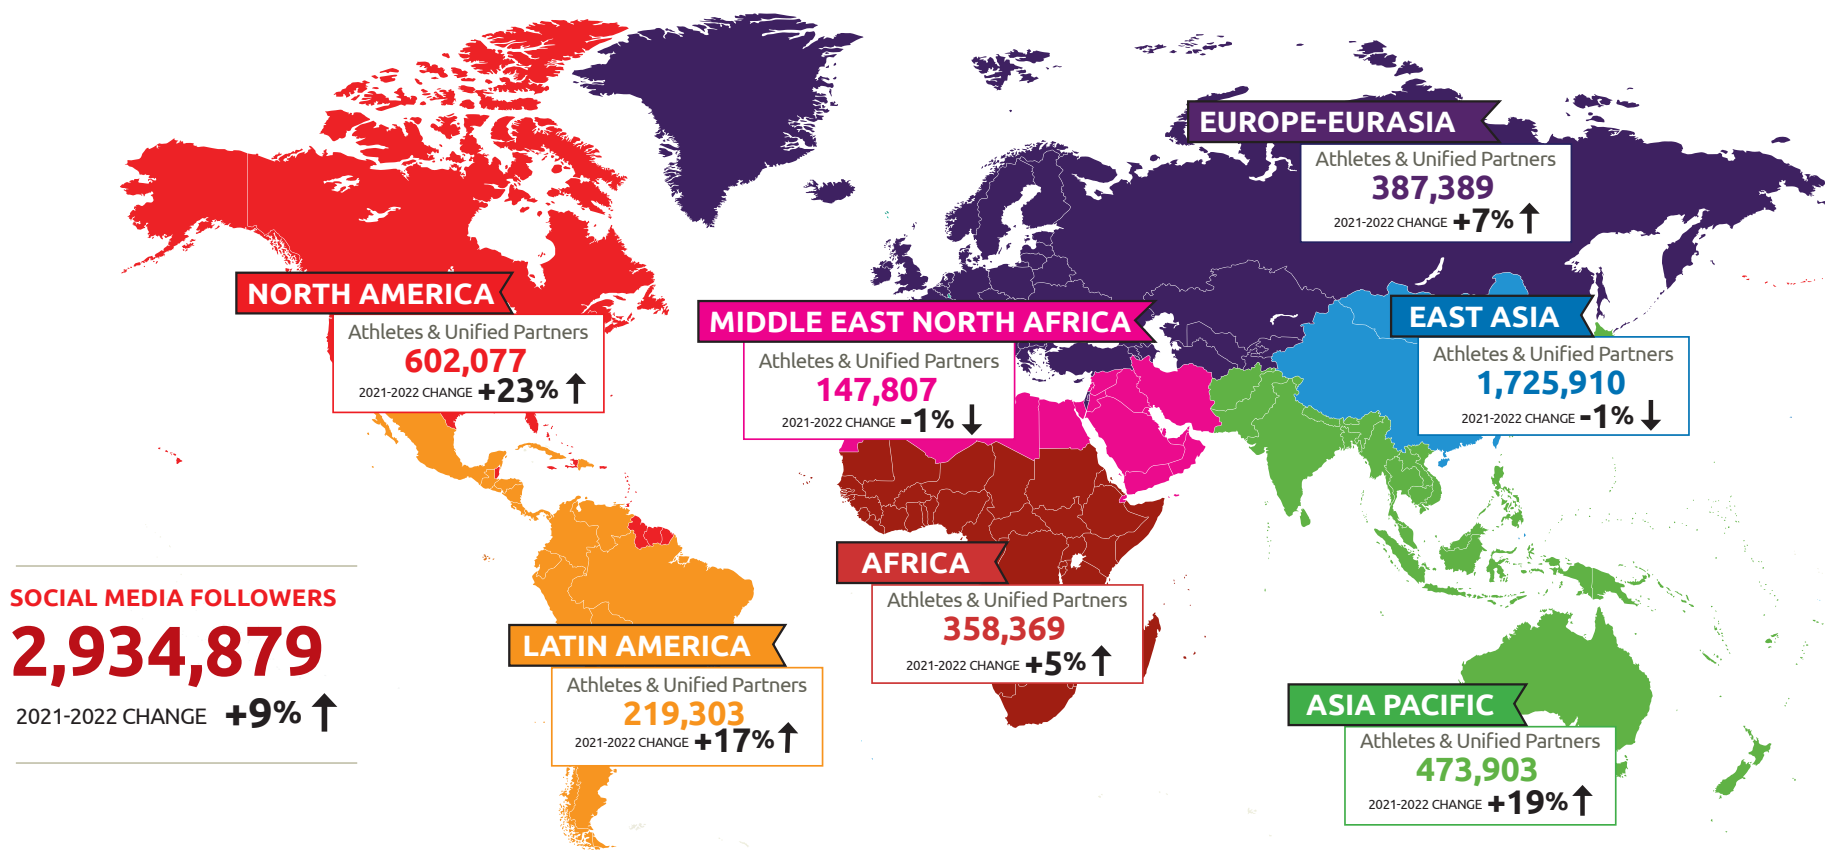 EUROPE-EURASIA
Athletes & Unified Partners
387,389
2021-2022 CHANGE +7%
NORTH AMERICA
Athletes & Unified Partners
602,077
2021-2022 CHANGE +23%
MIDDLE EAST NORTH AFRICA
Athletes & Unified Partners
147,807
2021-2022 CHANGE -1%
EAST ASIA
Athletes & Unified Partners
1,725,910
2021-2022 CHANGE -1%
AFRICA
Athletes & Unified Partners
358,369
2021-2022 CHANGE +5%
SOCIAL MEDIA FOLLOWERS
2,934,879
2021-2022 CHANGE +9%
LATIN AMERICA
Athletes & Unified Partners
219,303
2021-2022 CHANGE +17%
ASIA PACIFIC
Athletes & Unified Partners
473,903
2021-2022 CHANGE +19%